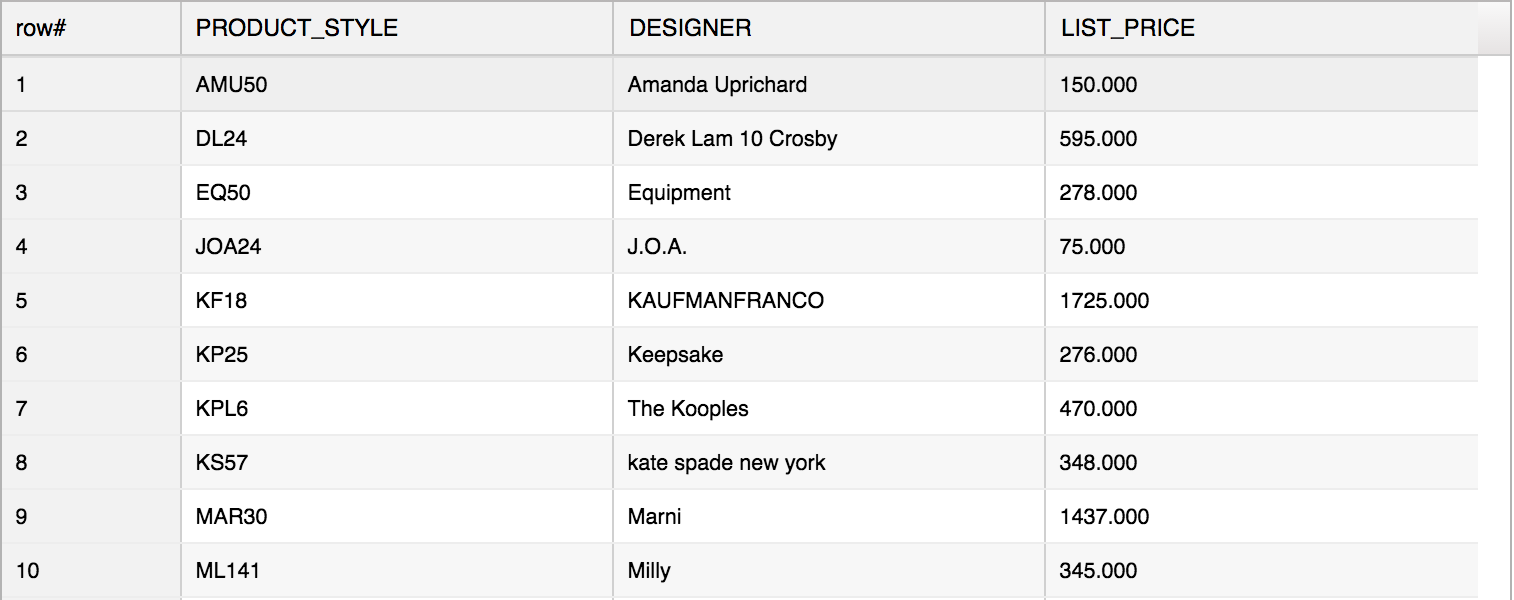 row# PRODUCT_STYLE DESIGNER LIST_PRICE
1 AMU50 Amanda Uprichard 150.000
2 DL24 Derek Lam 10 Crosby 595.000
3 EQ50 Equipment 278.000
4 JOA24 J.O.A. 75.000
5 KF18 KAUFMANFRANCO 1725.000
6 KP25 Keepsake 276.000
7 KPL6 The Kooples 470.000
8 KS57 kate spade new york 348.000
9 MAR30 Marni 1437.000
10 ML141 Milly 345.000